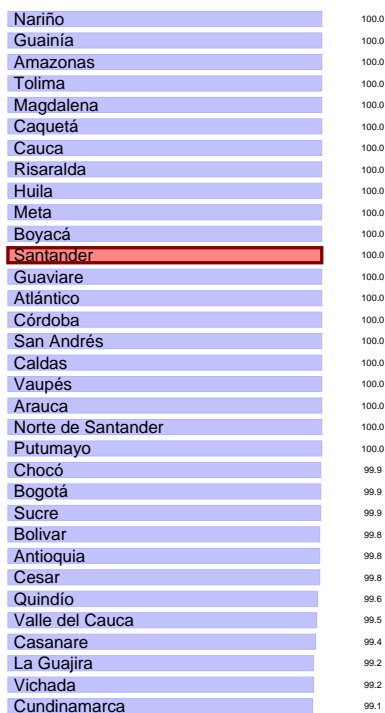 Nariño 100.0
Guainía 100.0
Amazonas 100.0
Tolima 100.0
Magdalena 100.0
Caquetá 100.0
Cauca 100.0
Risaralda 100.0
Huila 100.0
Meta 100.0
Boyacá 100.0
Santander 100.0
Guaviare 100.0
Atlántico 100.0
Córdoba 100.0
San Andrés 100.0
Caldas 100.0
Vaupés 100.0
Arauca 100.0
Norte de Santander 100.0
Putumayo 100.0
Chocó 99.9
Bogotá 99.9
Sucre 99.9
Bolivar 99.8
Antioquia 99.8
Cesar 99.8
Quindío 99.6
Valle del Cauca 99.5
Casanare 99.4
La Guajira 99.2
Vichada 99.2
Cundinamarca 99.1